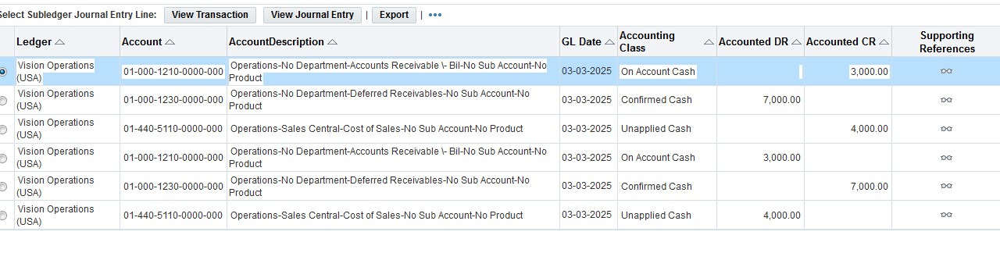 Select Subledger Journal Entry Line: View Transaction View Journal Entry | Export | •••
Ledger Account AccountDescription GL Date Accounting Class Accounted DR Accounted CR Supporting References
Vision Operations (USA) 01-000-1210-0000-000 Operations-No Department-Accounts Receivable \- Bil-No Sub Account-No Product 03-03-2025 On Account Cash 3,000.00
Vision Operations (USA) 01-000-1230-0000-000 Operations-No Department-Deferred Receivables-No Sub Account-No Product 03-03-2025 Confirmed Cash 7,000.00
Vision Operations (USA) 01-440-5110-0000-000 Operations-Sales Central-Cost of Sales-No Sub Account-No Product 03-03-2025 Unapplied Cash 4,000.00
Vision Operations (USA) 01-000-1210-0000-000 Operations-No Department-Accounts Receivable \- Bil-No Sub Account-No Product 03-03-2025 On Account Cash 3,000.00
Vision Operations (USA) 01-000-1230-0000-000 Operations-No Department-Deferred Receivables-No Sub Account-No Product 03-03-2025 Confirmed Cash 7,000.00
Vision Operations (USA) 01-440-5110-0000-000 Operations-Sales Central-Cost of Sales-No Sub Account-No Product 03-03-2025 Unapplied Cash 4,000.00